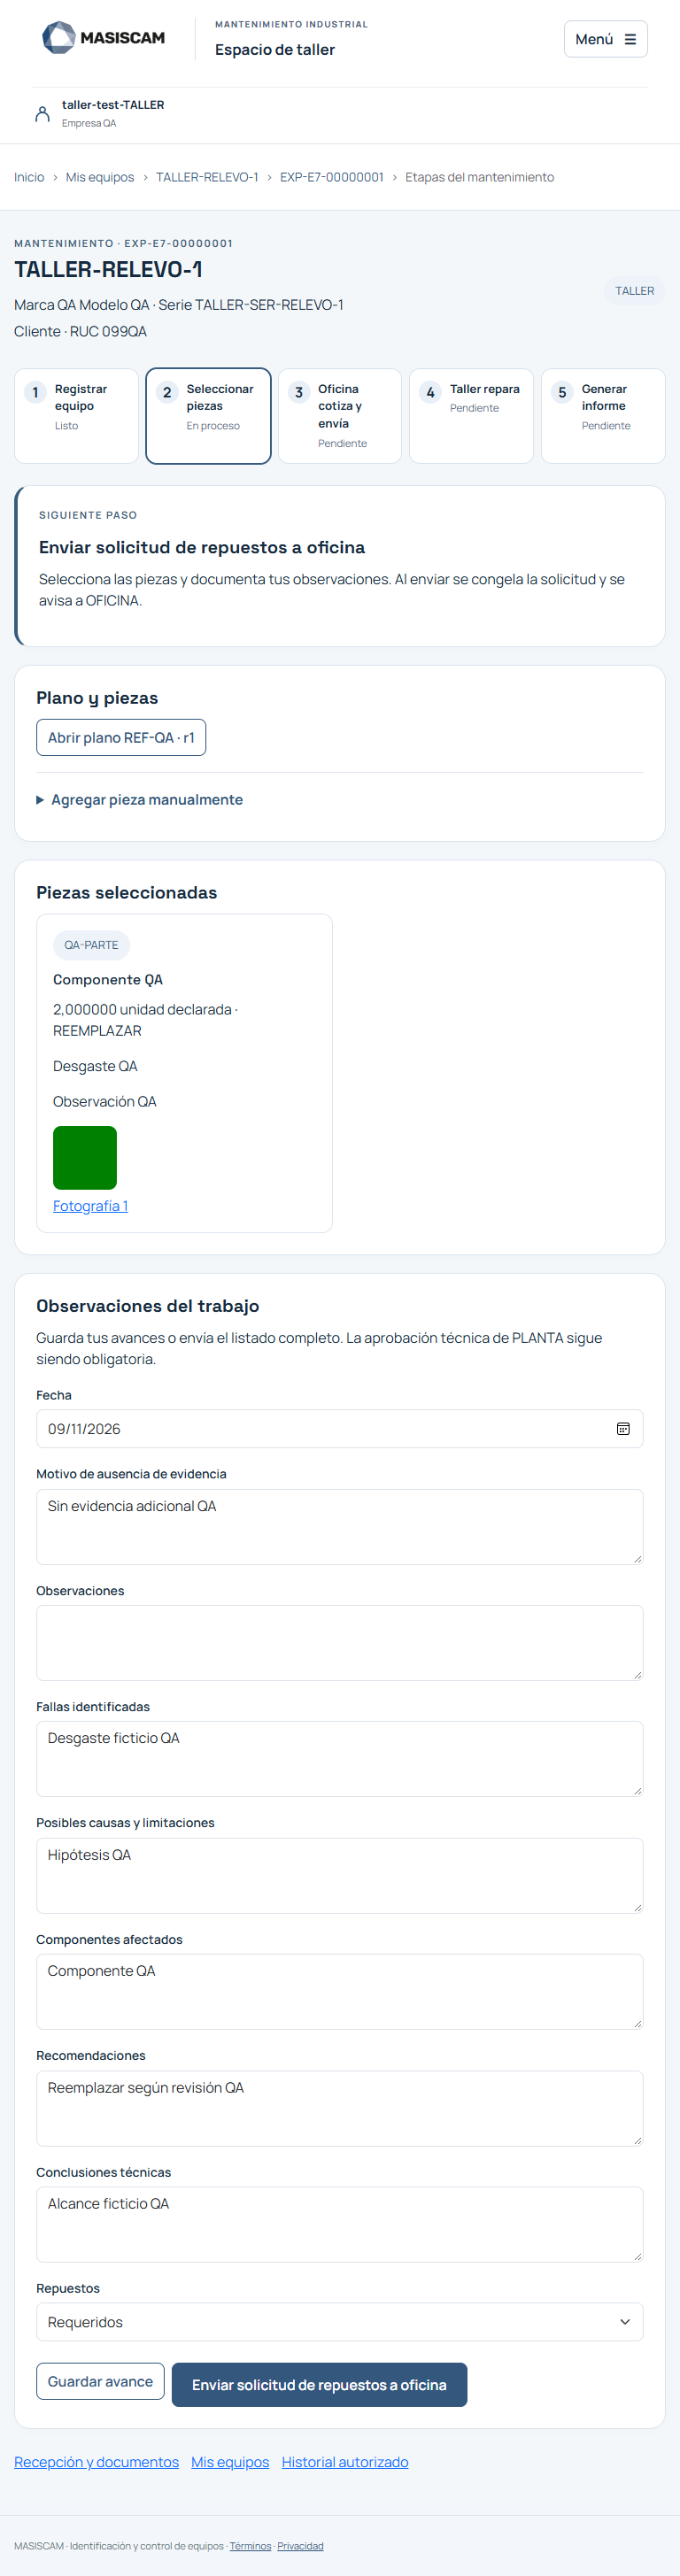 MASISCAM
MANTENIMIENTO INDUSTRIAL
Espacio de taller
Menú
taller-test-TALLER
Empresa QA
Inicio › Mis equipos › TALLER-RELEVO-1 › EXP-E7-00000001 › Etapas del mantenimiento
MANTENIMIENTO · EXP-E7-00000001
TALLER-RELEVO-1
Marca QA Modelo QA · Serie TALLER-SER-RELEVO-1
Cliente · RUC 099QA
TALLER
1 Registrar equipo
Listo
2 Seleccionar piezas
En proceso
3 Oficina cotiza y envía
Pendiente
4 Taller repara
Pendiente
5 Generar informe
Pendiente
SIGUIENTE PASO
Enviar solicitud de repuestos a oficina
Selecciona las piezas y documenta tus observaciones. Al enviar se congela la solicitud y se
avisa a OFICINA.
Plano y piezas
Abrir plano REF-QA · r1
Agregar pieza manualmente
Piezas seleccionadas
QA-PARTE
Componente QA
2,000000 unidad declarada ·
REEMPLAZAR
Desgaste QA
Observación QA
Fotografía 1
Observaciones del trabajo
Guarda tus avances o envía el listado completo. La aprobación técnica de PLANTA sigue
siendo obligatoria.
Fecha
09/11/2026
Motivo de ausencia de evidencia
Sin evidencia adicional QA
Observaciones
Fallas identificadas
Desgaste ficticio QA
Posibles causas y limitaciones
Hipótesis QA
Componentes afectados
Componente QA
Recomendaciones
Reemplazar según revisión QA
Conclusiones técnicas
Alcance ficticio QA
Repuestos
Requeridos
Guardar avance
Enviar solicitud de repuestos a oficina
Recepción y documentos Mis equipos Historial autorizado
MASISCAM · Identificación y control de equipos · Términos · Privacidad